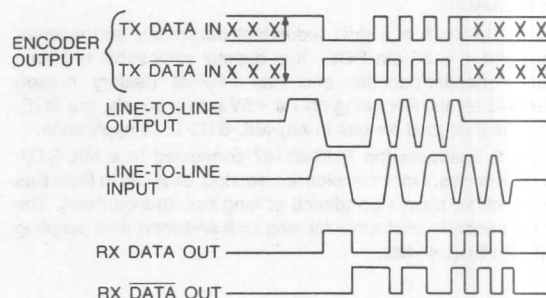 ENCODER
OUTPUT
TX DATA IN X X X X X X
TX DATA IN X X X X X X
LINE-TO-LINE
OUTPUT
LINE-TO-LINE
INPUT
RX DATA OUT
RX DATA OUT